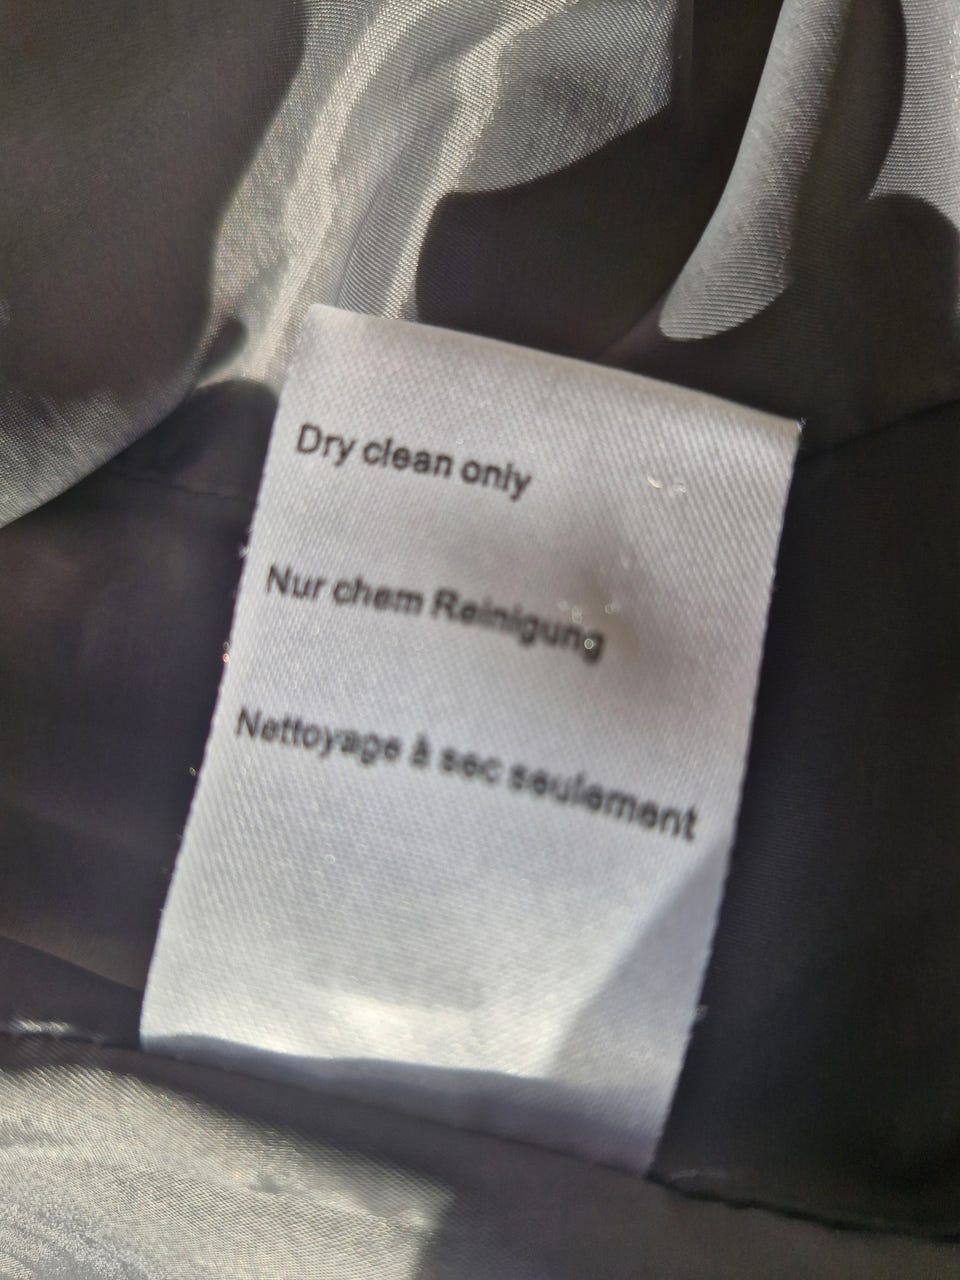 Dry clean only
Nur chem Reinigung
Nettoyage à sec seulement